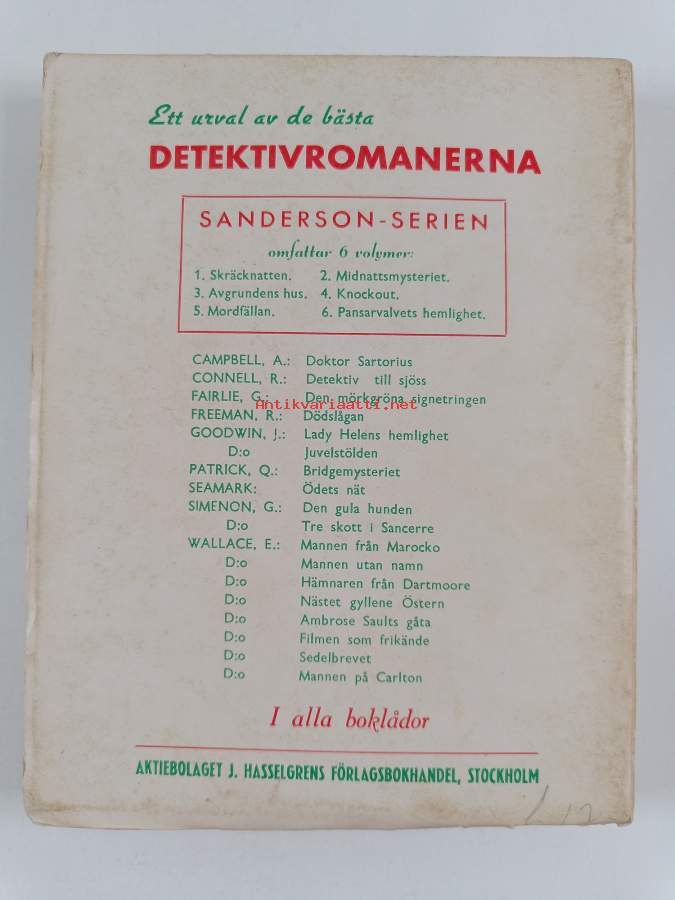 Ett urval av de bästa
DETEKTIVROMANERNA
SANDERSON-SERIEN
omfattar 6 volymer:
1. Skräcknatten. 2. Midnattsmysteriet.
3. Avgrundens hus. 4. Knockout.
5. Mordfällan. 6. Pansarvalvets hemlighet.
CAMPBELL, A.: Doktor Sartorius
CONNELL, R.: Detektiv till sjöss
FAIRLIE, G.: Den mörkgröna signetringen
Antikvariaatti.net
FREEMAN, R.: Dödslågan
GOODWIN, J.: Lady Helens hemlighet
D:o Juvelstölden
PATRICK, Q.: Bridgemysteriet
SEAMARK: Ödets nät
SIMENON, G.: Den gula hunden
D:o Tre skott i Sancerre
WALLACE, E.: Mannen från Marocko
D:o Mannen utan namn
D:o Hämnaren från Dartmoore
D:o Nästet gyllene Östern
D:o Ambrose Saults gåta
D:o Filmen som frikände
D:o Sedelbrevet
D:o Mannen på Carlton
I alla boklådor
AKTIEBOLAGET J. HASSELGRENS FÖRLAGSBOKHANDEL, STOCKHOLM